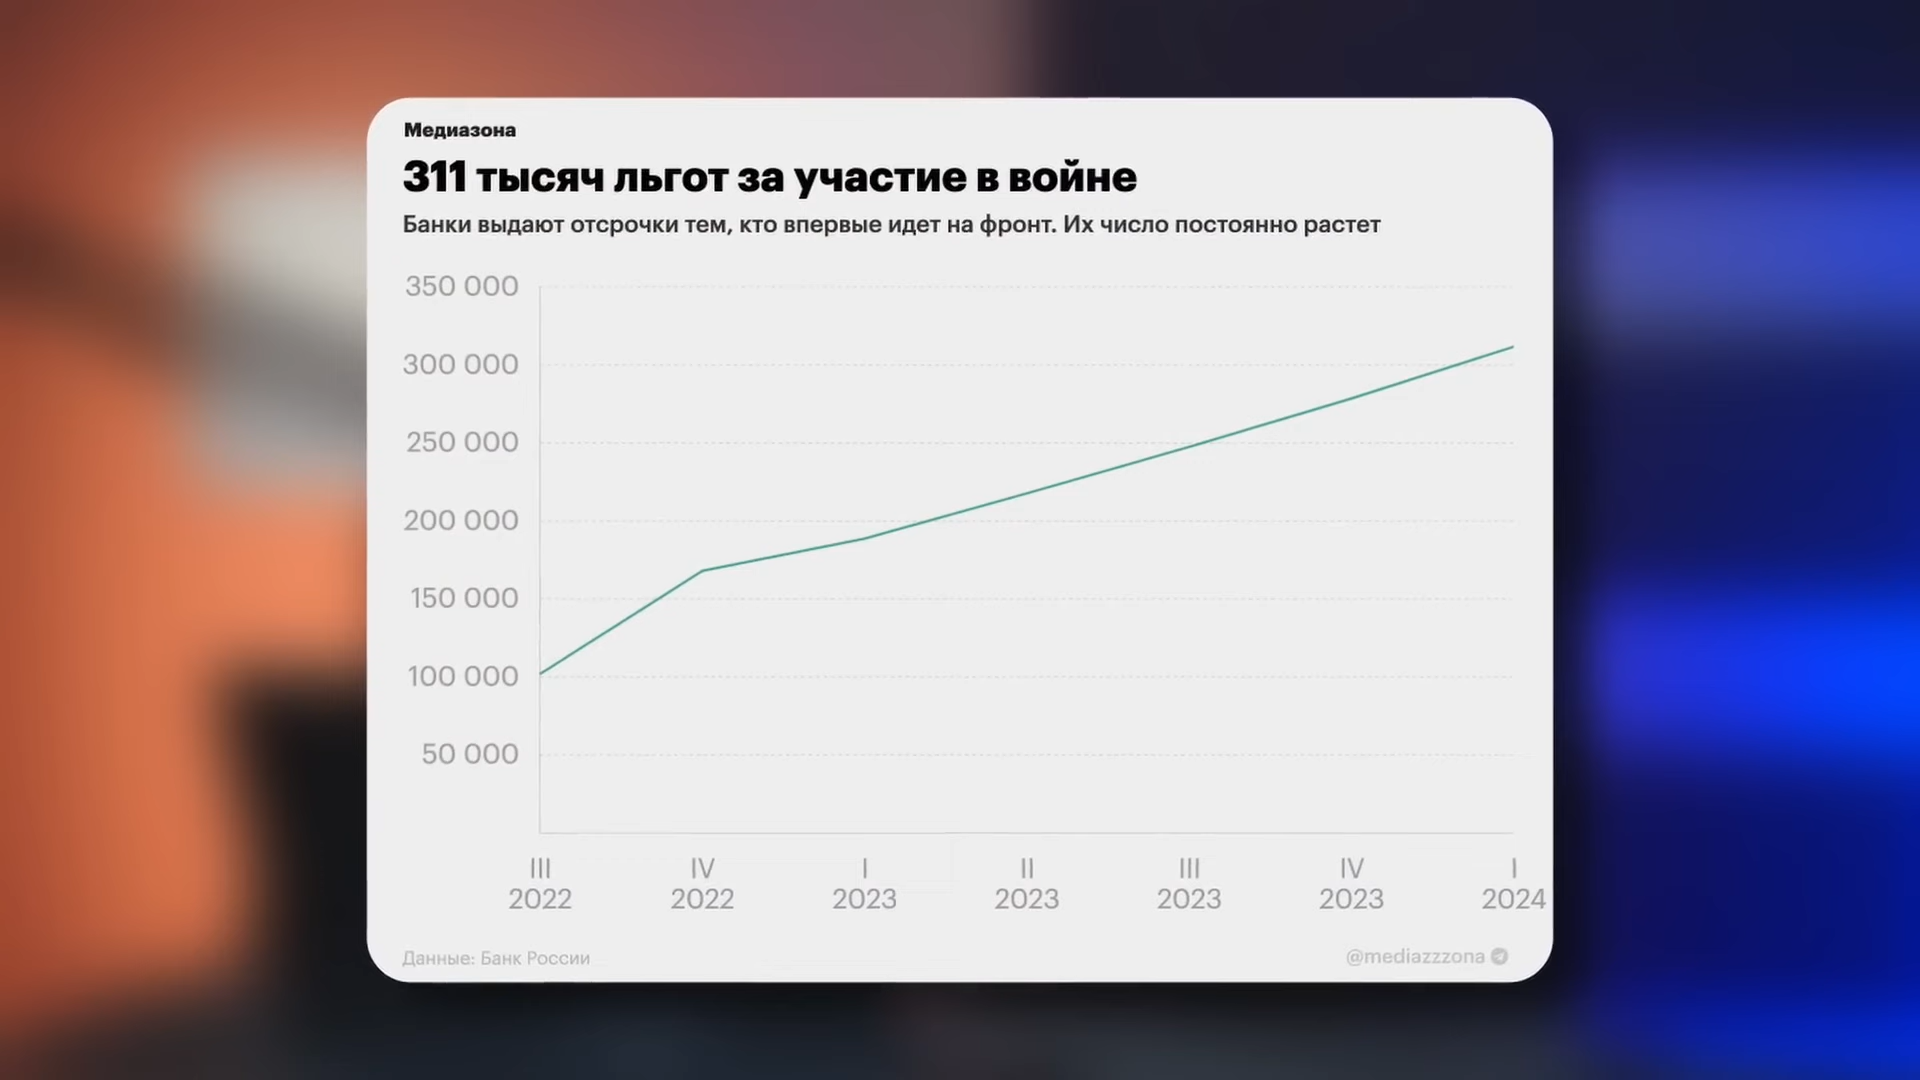 Медиазона
311 тысяч льгот за участие в войне
Банки выдают отсрочки тем, кто впервые идет на фронт. Их число постоянно растет
350 000
300 000
250 000
200 000
150 000
100 000
50 000
III
2022
IV
2022
I
2023
II
2023
III
2023
IV
2023
I
2024
Данные: Банк России
@mediazzzona